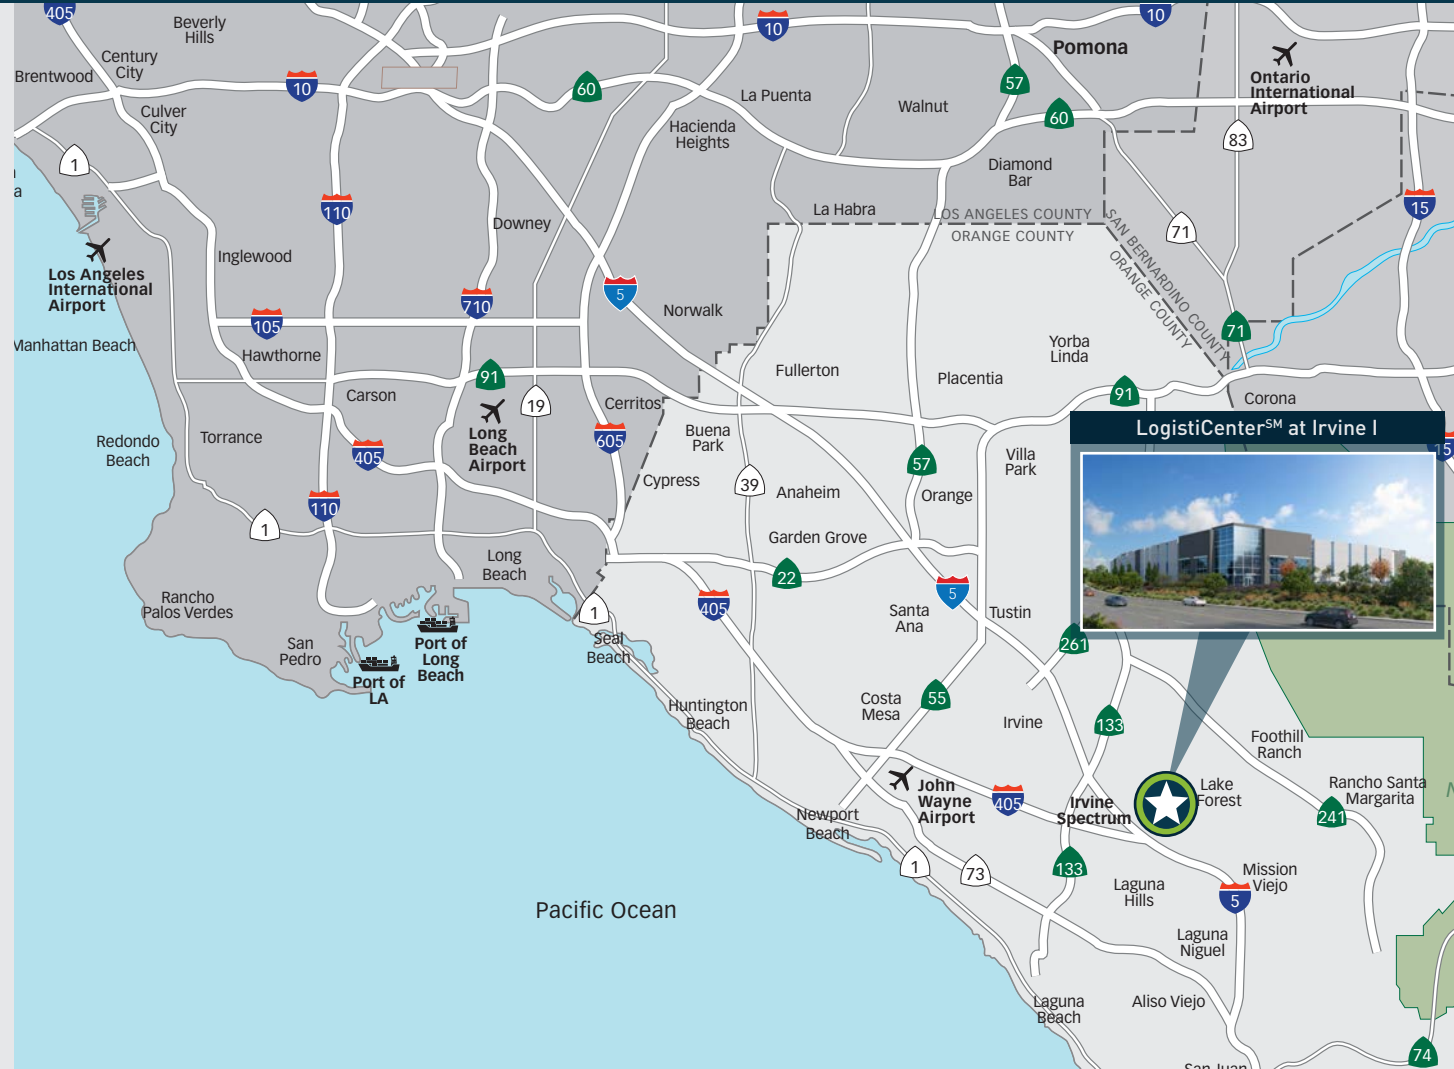 405
Beverly
Hills
10
10
Century
City
Pomona
Brentwood
10
60
57
Ontario
International
Airport
La Puenta
Walnut
Culver
City
60
Hacienda
Heights
83
1
Diamond
Bar
a
110
15
La Habra
LOS ANGELES COUNTY
ORANGE COUNTY
SAN BERNARDINO COUNTY
ORANGE COUNTY
71
Downey
Inglewood
Los Angeles
International
Airport
5
710
Norwalk
105
71
Manhattan Beach
Hawthorne
Yorba
Linda
Fullerton
Placentia
91
91
Carson
19
Cerritos
Corona
LogistiCenter℠ at Irvine I
Redondo
Beach
Torrance
405
Long
Beach
Airport
605
Buena
Park
57
Villa
Park
15
Cypress
39
Anaheim
Orange
110
1
Garden Grove
Long
Beach
22
5
Rancho
Palos Verdes
1
405
Santa
Ana
Tustin
San
Pedro
Port of
Long
Beach
Seal
Beach
261
Port of
LA
Huntington
Beach
Costa
Mesa
55
Irvine
133
Foothill
Ranch
John
Wayne
Airport
405
Irvine
Spectrum
Lake
Forest
Rancho Santa
Margarita
241
Newport
Beach
1
73
133
Mission
Viejo
Laguna
Hills
5
Pacific Ocean
Laguna
Niguel
Laguna
Beach
Aliso Viejo
74
San Juan